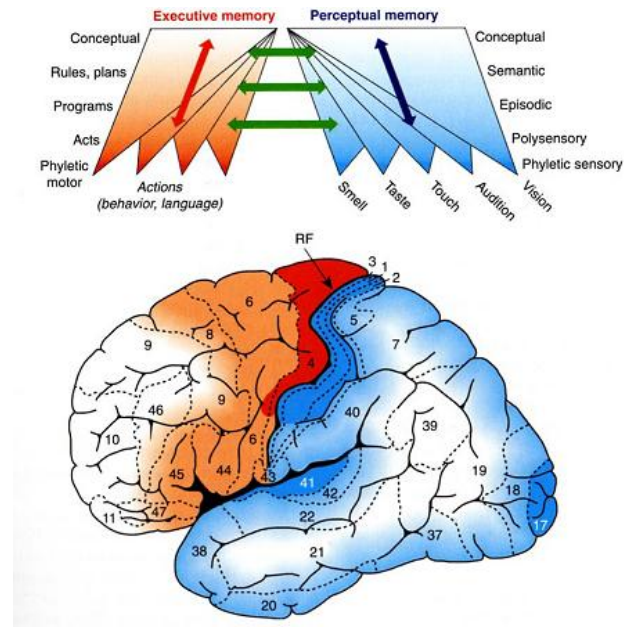 Executive memory
Perceptual memory
Conceptual
Rules, plans
Programs
Acts
Phyletic
motor
Actions
(behavior, language)
Conceptual
Semantic
Episodic
Polysensory
Phyletic sensory
Smell
Taste
Touch
Audition
Vision
RF
3
1
2
6
5
8
9
7
4
46
9
40
39
10
6
19
45
44
43
41
42
18
47
11
22
17
38
21
37
20